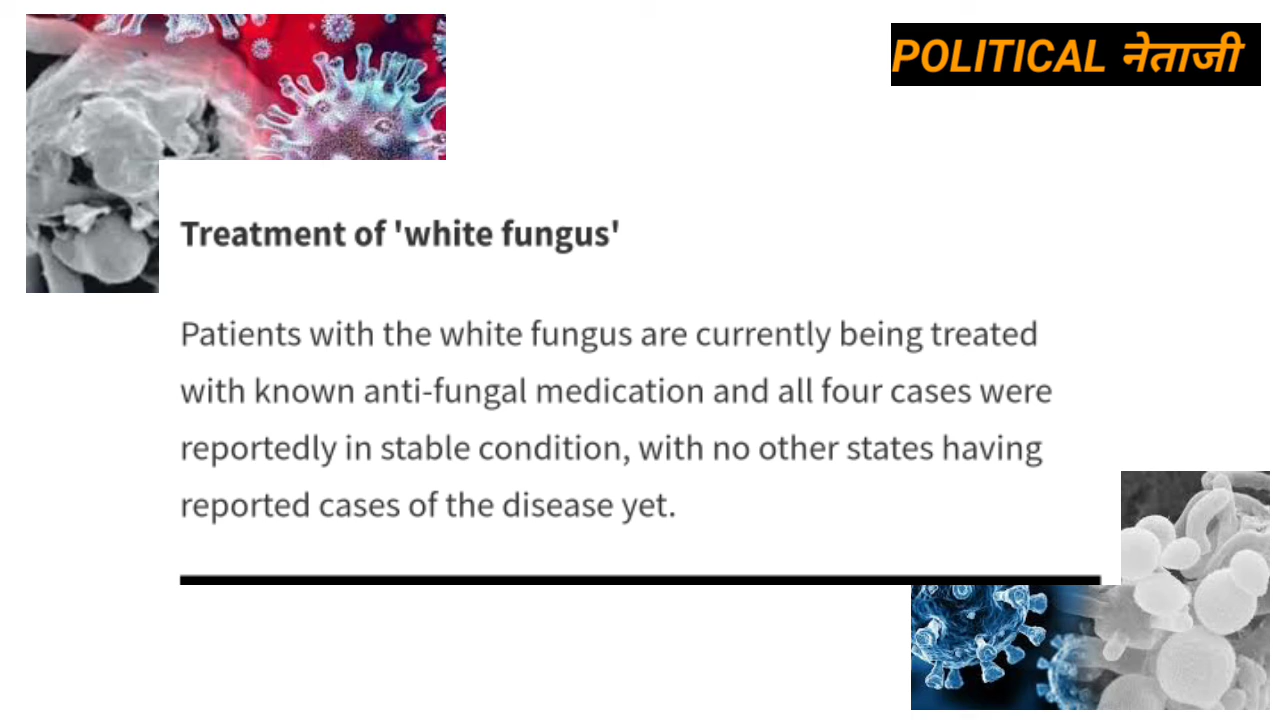 POLITICAL नेताजी
Treatment of 'white fungus'
Patients with the white fungus are currently being treated
with known anti-fungal medication and all four cases were
reportedly in stable condition, with no other states having
reported cases of the disease yet.